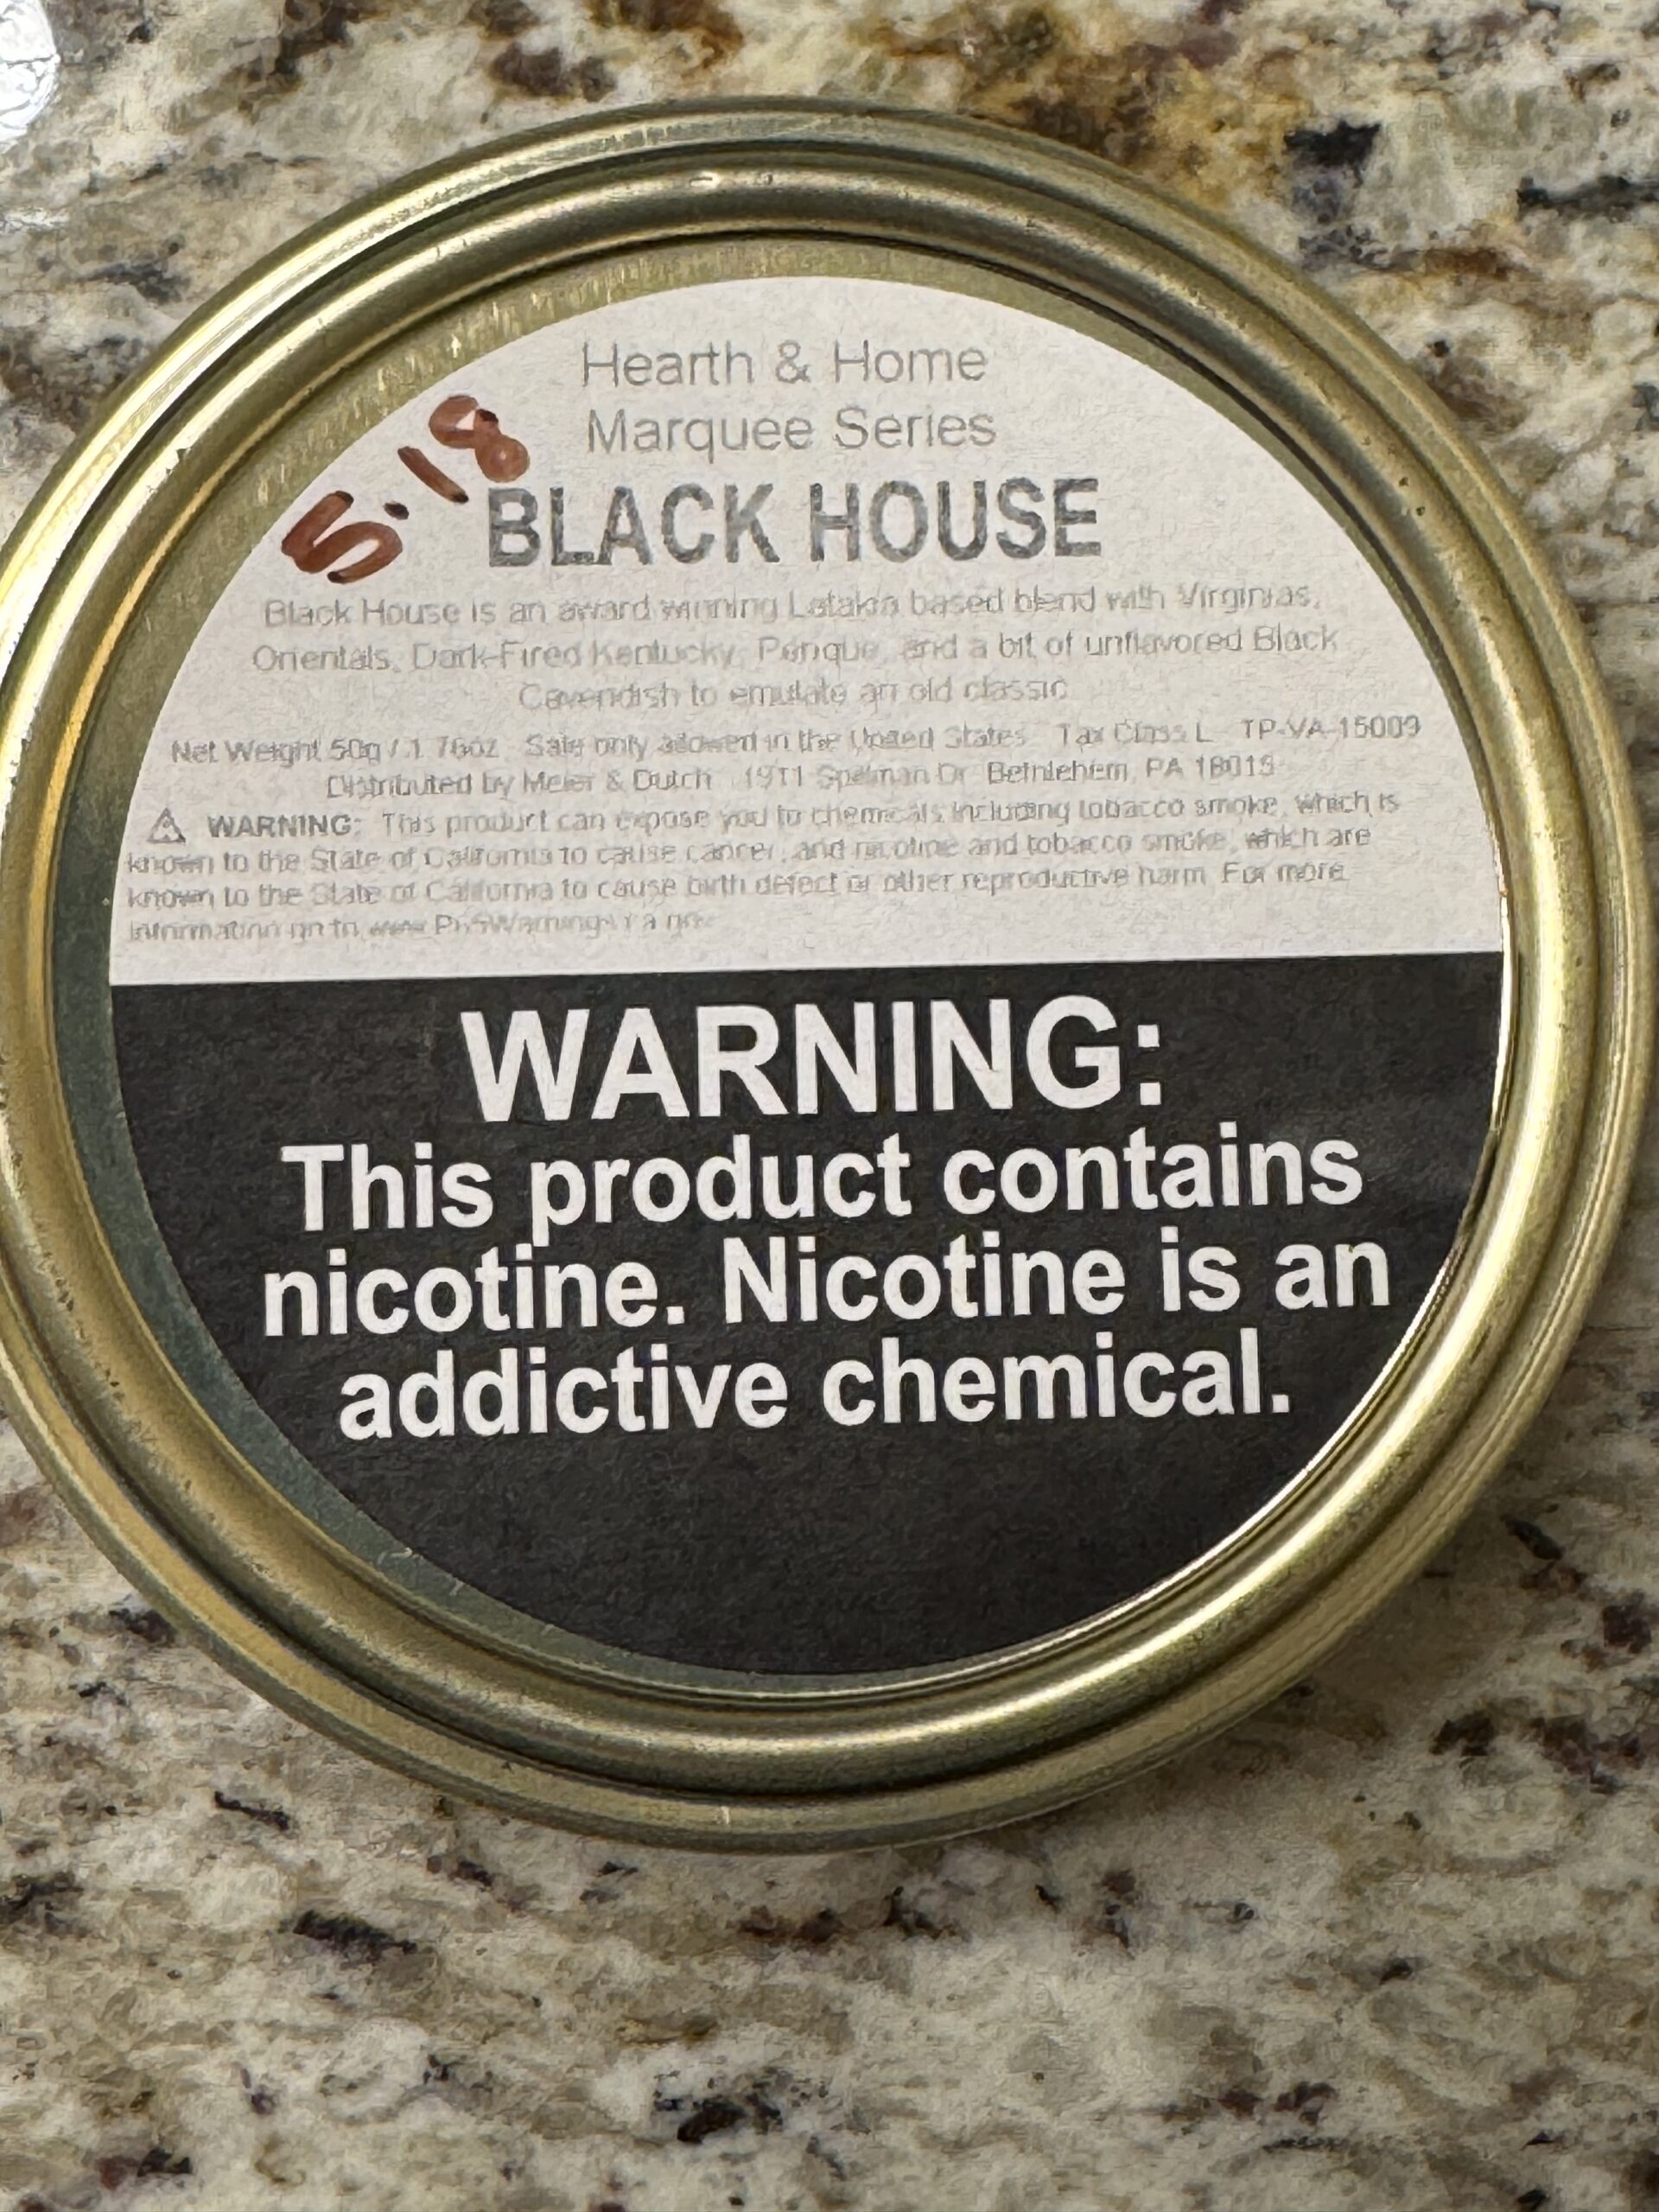 Hearth & Home
Marquee Series
5.18
BLACK HOUSE
Black House is an award winning Latakia based blend with Virginias,
Orientals, Dark-Fired Kentucky, Perique, and a bit of unflavored Black
Cavendish to emulate an old classic
Net Weight 50g / 1.76oz Sale only allowed in the United States Tax Class L TP-VA-15009
Distributed by Meier & Dutch 1911 Spelman Dr Bethlehem, PA 18015
WARNING: This product can expose you to chemicals including tobacco smoke, which is
known to the State of California to cause cancer, and nicotine and tobacco smoke, which are
known to the State of California to cause birth defect or other reproductive harm. For more
information go to www.P65Warnings.ca.gov
WARNING:
This product contains
nicotine. Nicotine is an
addictive chemical.